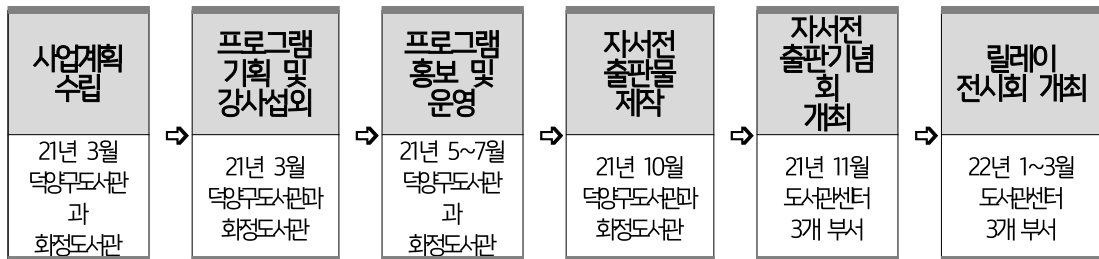 사업계획
수립
21년 3월
덕양구도서관
과
화정도서관
⇨
프로그램
기획 및
강사섭외
21년 3월
덕양구도서관과
화정도서관
⇨
프로그램
홍보 및
운영
21년 5~7월
덕양구도서관
과
화정도서관
⇨
자서전
출판물
제작
21년 10월
덕양구도서관과
화정도서관
⇨
자서전
출판기념
회
개최
21년 11월
도서관센터
3개 부서
⇨
릴레이
전시회 개최
22년 1~3월
도서관센터
3개 부서